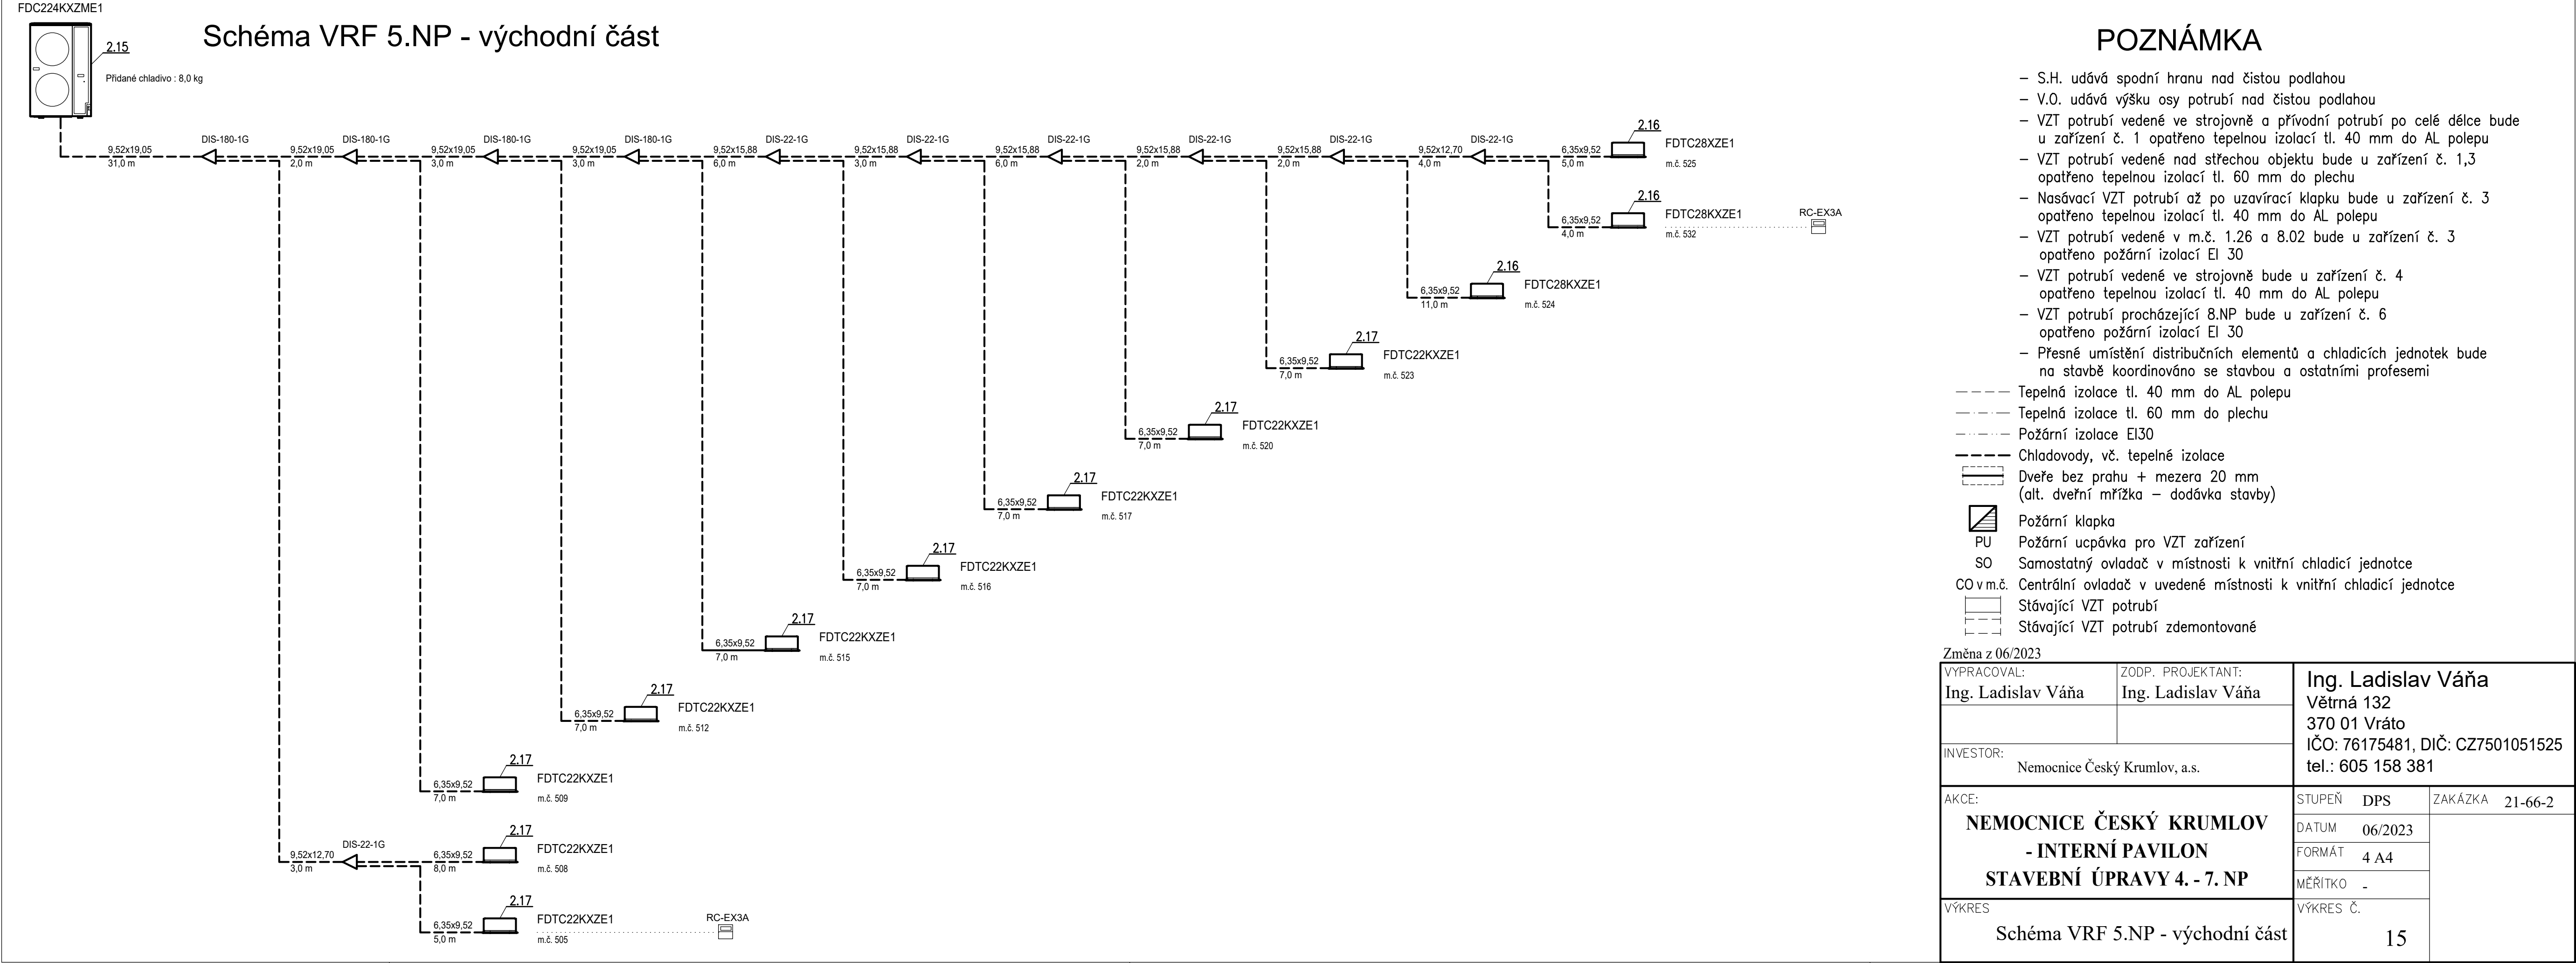 FDC224KXZME1
2.15
Schéma VRF 5.NP - východní část
Přidané chladivo : 8,0 kg
9,52x19,05
31,0 m
DIS-180-1G
9,52x19,05
2,0 m
DIS-180-1G
9,52x19,05
3,0 m
DIS-180-1G
9,52x19,05
3,0 m
DIS-180-1G
9,52x15,88
6,0 m
DIS-22-1G
9,52x15,88
3,0 m
DIS-22-1G
9,52x15,88
6,0 m
DIS-22-1G
9,52x15,88
2,0 m
DIS-22-1G
9,52x15,88
2,0 m
DIS-22-1G
9,52x12,70
4,0 m
DIS-22-1G
6,35x9,52
5,0 m
2.16
FDTC28XZE1
m.č. 525
6,35x9,52
4,0 m
2.16
FDTC28KXZE1
m.č. 532
RC-EX3A
6,35x9,52
11,0 m
2.16
FDTC28KXZE1
m.č. 524
6,35x9,52
7,0 m
2.17
FDTC22KXZE1
m.č. 523
6,35x9,52
7,0 m
2.17
FDTC22KXZE1
m.č. 520
6,35x9,52
7,0 m
2.17
FDTC22KXZE1
m.č. 517
6,35x9,52
7,0 m
2.17
FDTC22KXZE1
m.č. 516
6,35x9,52
7,0 m
2.17
FDTC22KXZE1
m.č. 515
6,35x9,52
7,0 m
2.17
FDTC22KXZE1
m.č. 512
6,35x9,52
7,0 m
2.17
FDTC22KXZE1
m.č. 509
9,52x12,70
3,0 m
DIS-22-1G
6,35x9,52
8,0 m
2.17
FDTC22KXZE1
m.č. 508
6,35x9,52
5,0 m
2.17
FDTC22KXZE1
m.č. 505
RC-EX3A
POZNÁMKA
– S.H. udává spodní hranu nad čistou podlahou
– V.O. udává výšku osy potrubí nad čistou podlahou
– VZT potrubí vedené ve strojovně a přívodní potrubí po celé délce bude
u zařízení č. 1 opatřeno tepelnou izolací tl. 40 mm do AL polepu
– VZT potrubí vedené nad střechou objektu bude u zařízení č. 1,3
opatřeno tepelnou izolací tl. 60 mm do plechu
– Nasávací VZT potrubí až po uzavírací klapku bude u zařízení č. 3
opatřeno tepelnou izolací tl. 40 mm do AL polepu
– VZT potrubí vedené v m.č. 1.26 a 8.02 bude u zařízení č. 3
opatřeno požární izolací EI 30
– VZT potrubí vedené ve strojovně bude u zařízení č. 4
opatřeno tepelnou izolací tl. 40 mm do AL polepu
– VZT potrubí procházející 8.NP bude u zařízení č. 6
opatřeno požární izolací EI 30
– Přesné umístění distribučních elementů a chladicích jednotek bude
na stavbě koordinováno se stavbou a ostatními profesemi
Tepelná izolace tl. 40 mm do AL polepu
Tepelná izolace tl. 60 mm do plechu
Požární izolace EI30
Chladovody, vč. tepelné izolace
Dveře bez prahu + mezera 20 mm
(alt. dveřní mřížka – dodávka stavby)
Požární klapka
PU Požární ucpávka pro VZT zařízení
SO Samostatný ovladač v místnosti k vnitřní chladicí jednotce
CO v m.č. Centrální ovladač v uvedené místnosti k vnitřní chladicí jednotce
Stávající VZT potrubí
Stávající VZT potrubí zdemontované
Změna z 06/2023
VYPRACOVAL:
Ing. Ladislav Váňa
ZODP. PROJEKTANT:
Ing. Ladislav Váňa
Ing. Ladislav Váňa
Větrná 132
370 01 Vráto
IČO: 76175481, DIČ: CZ7501051525
tel.: 605 158 381
INVESTOR:
Nemocnice Český Krumlov, a.s.
AKCE:
NEMOCNICE ČESKÝ KRUMLOV
- INTERNÍ PAVILON
STAVEBNÍ ÚPRAVY 4. - 7. NP
STUPEŇ DPS
ZAKÁZKA 21-66-2
DATUM 06/2023
FORMÁT 4 A4
MĚŘÍTKO -
VÝKRES
Schéma VRF 5.NP - východní část
VÝKRES Č.
15